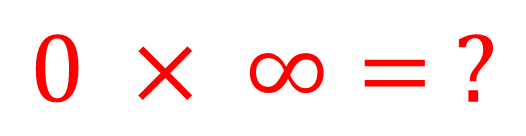 0 × ∞ = ?